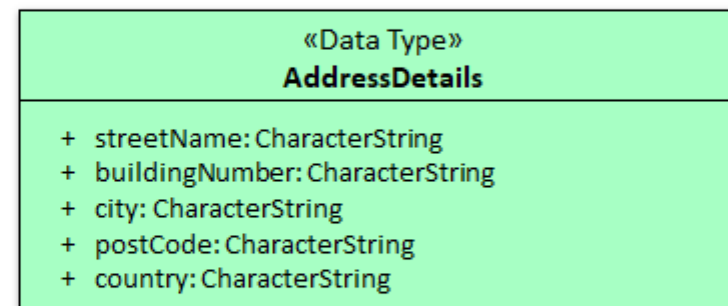 «Data Type»
AddressDetails
+ streetName: CharacterString
+ buildingNumber: CharacterString
+ city: CharacterString
+ postCode: CharacterString
+ country: CharacterString